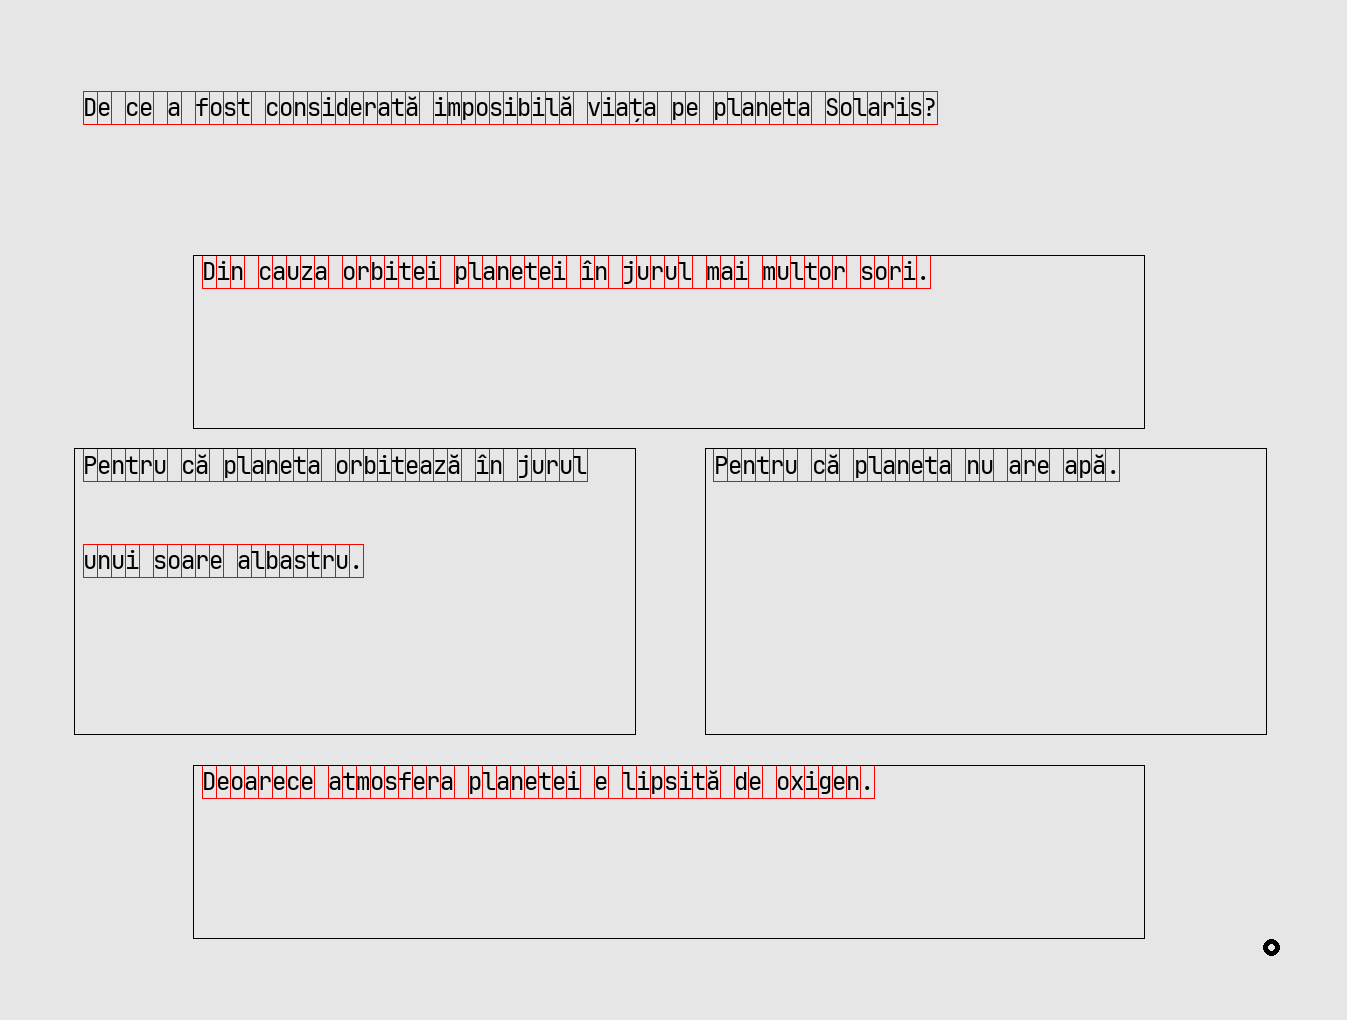 De ce a fost considerată imposibilă viața pe planeta Solaris?
Din cauza orbitei planetei în jurul mai multor sori.
Pentru că planeta orbitează în jurul
unui soare albastru.
Pentru că planeta nu are apă.
Deoarece atmosfera planetei e lipsită de oxigen.